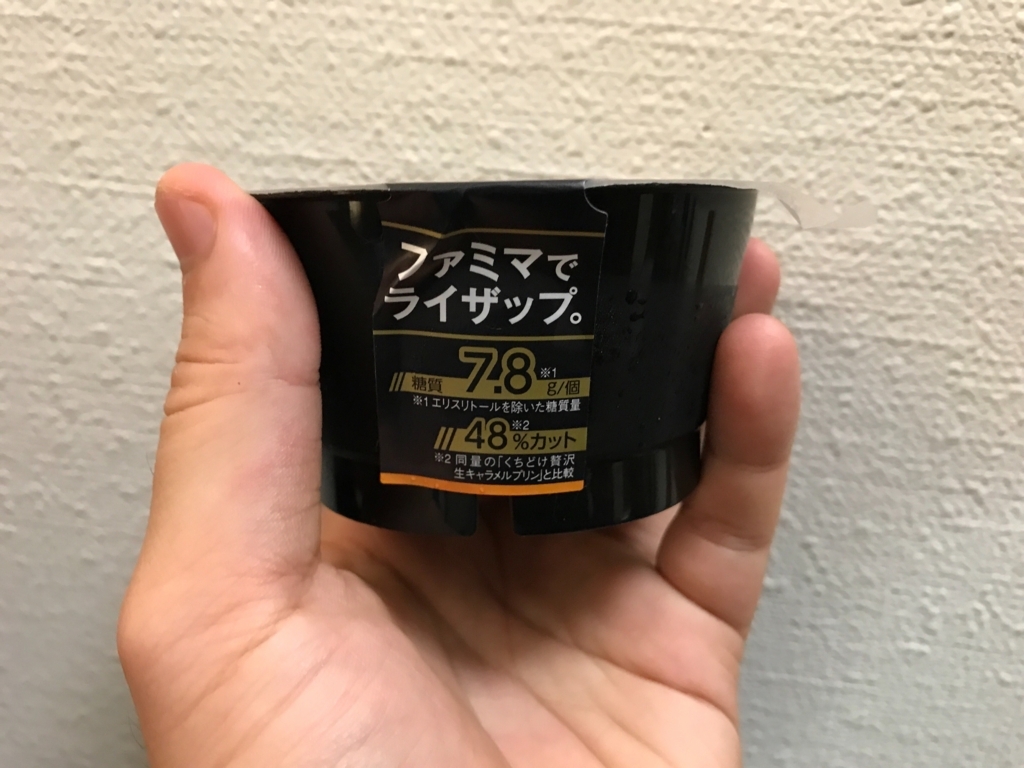 ファミマで
ライザップ。
糖質 7.8※1 g/個
※1 エリスリトールを除いた糖質量
48※2 %カット
※2 同量の「くちどけ贅沢
生キャラメルプリン」と比較